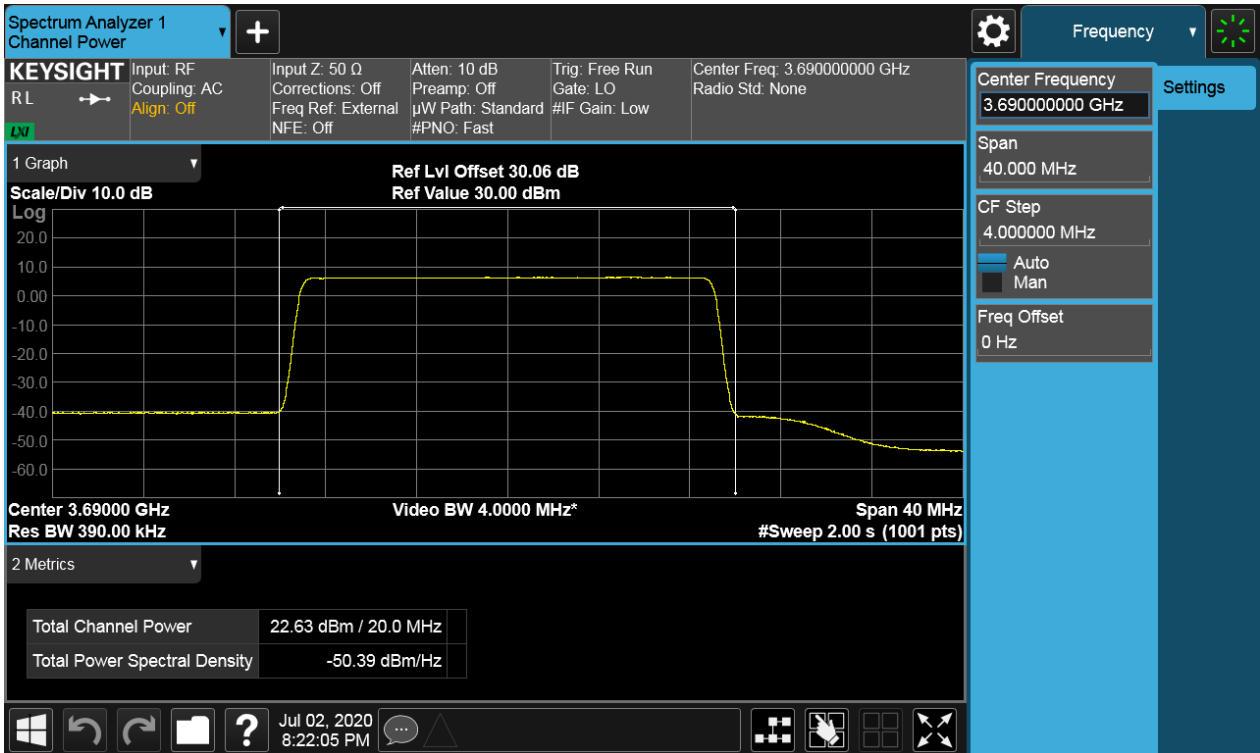 Spectrum Analyzer 1
Channel Power
+
Frequency
KEYSIGHT
RL
LXI
Input: RF
Coupling: AC
Align: Off
Input Z: 50 Ω
Corrections: Off
Freq Ref: External
NFE: Off
Atten: 10 dB
Preamp: Off
µW Path: Standard
#PNO: Fast
Trig: Free Run
Gate: LO
#IF Gain: Low
Center Freq: 3.690000000 GHz
Radio Std: None
Center Frequency
3.690000000 GHz
Settings
Span
40.000 MHz
CF Step
4.000000 MHz
Auto
Man
Freq Offset
0 Hz
1 Graph
Scale/Div 10.0 dB
Ref Lvl Offset 30.06 dB
Ref Value 30.00 dBm
Log
20.0
10.0
0.00
-10.0
-20.0
-30.0
-40.0
-50.0
-60.0
Center 3.69000 GHz
Video BW 4.0000 MHz*
Span 40 MHz
Res BW 390.00 kHz
#Sweep 2.00 s (1001 pts)
2 Metrics
Total Channel Power 22.63 dBm / 20.0 MHz
Total Power Spectral Density -50.39 dBm/Hz
?
Jul 02, 2020
8:22:05 PM